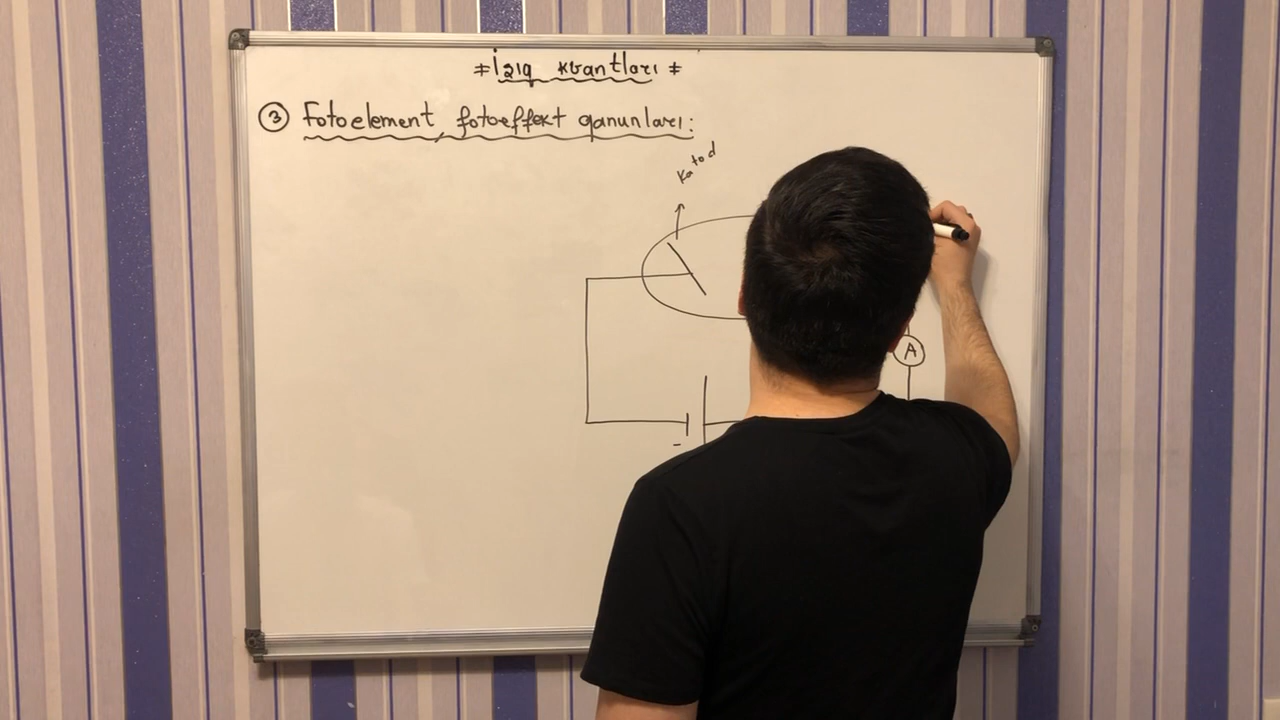 ≠ İşıq kvantları ≠
③ Fotoelement, fotoeffekt qanunları:
Katod
A
-